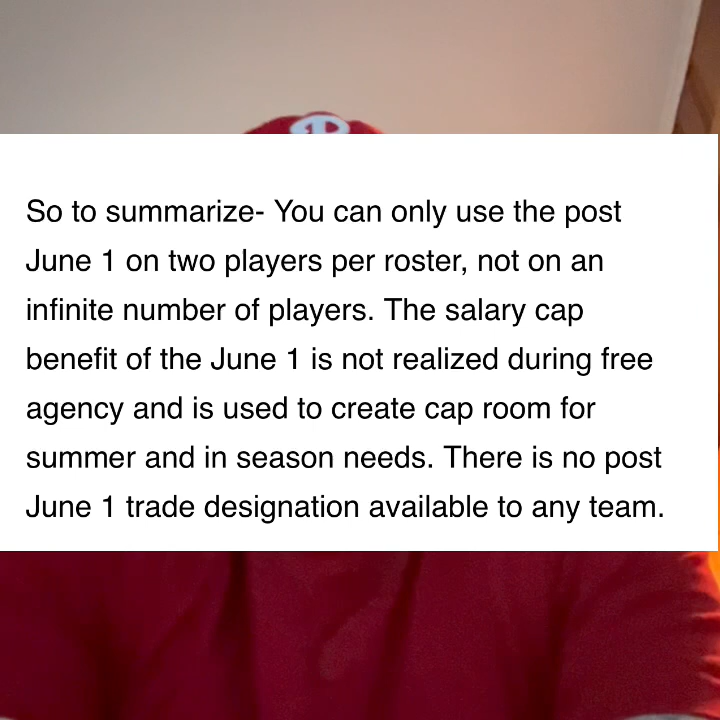 So to summarize- You can only use the post
June 1 on two players per roster, not on an
infinite number of players. The salary cap
benefit of the June 1 is not realized during free
agency and is used to create cap room for
summer and in season needs. There is no post
June 1 trade designation available to any team.